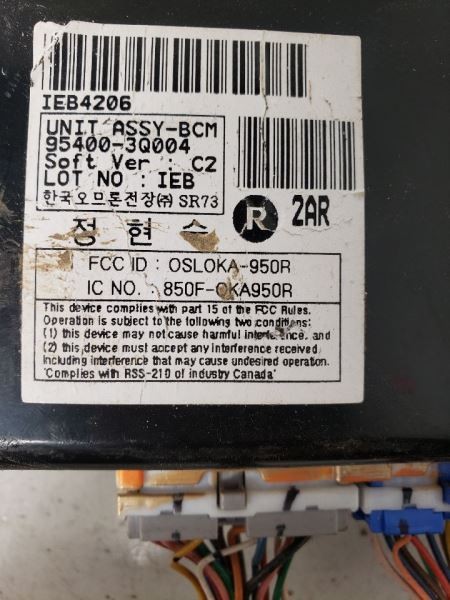 IEB4206
UNIT ASSY-BCM
95400-3Q004
Soft Ver : C2
LOT NO : IEB
한국오므론전장㈜ SR73
R 2AR
정 현 수
FCC ID : OSLOKA-950R
IC NO. : 850F-OKA950R
This device complies with part 15 of the FCC Rules.
Operation is subject to the following two conditions:
(1) this device may not cause harmful interference, and
(2) this device must accept any interference received
including interference that may cause undesired operation.
'Complies with RSS-210 of Industry Canada'